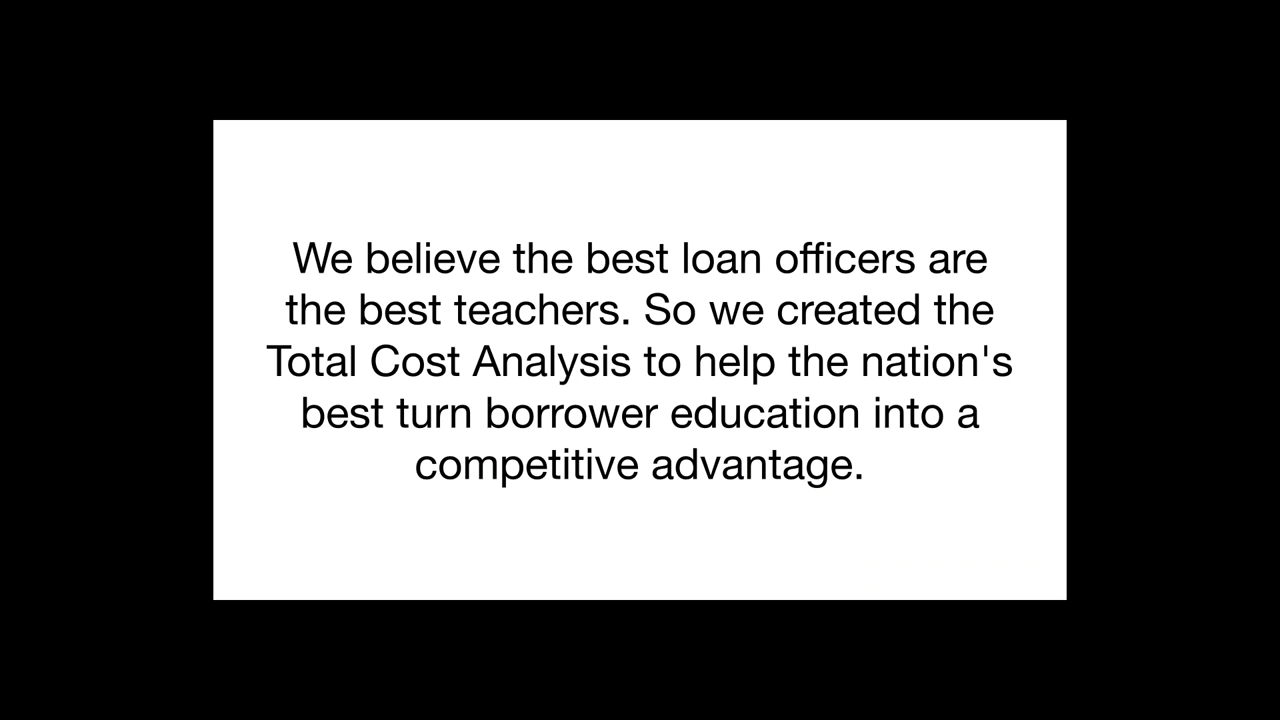 We believe the best loan officers are
the best teachers. So we created the
Total Cost Analysis to help the nation's
best turn borrower education into a
competitive advantage.